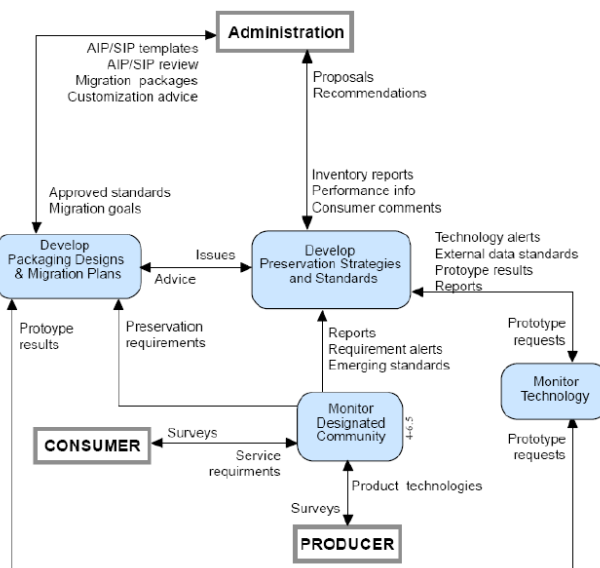 Administration
AIP/SIP templates
AIP/SIP review
Migration packages
Customization advice
Proposals
Recommendations
Inventory reports
Performance info
Consumer comments
Approved standards
Migration goals
Develop
Packaging Designs
& Migration Plans
Issues
Advice
Develop
Preservation Strategies
and Standards
Technology alerts
External data standards
Protoype results
Reports
Protoype
results
Preservation
requirements
Reports
Requirement alerts
Emerging standards
Prototype
requests
Monitor
Technology
Monitor
Designated
Community
4-6.5
CONSUMER
Surveys
Service
requirments
Prototype
requests
Product technologies
Surveys
PRODUCER